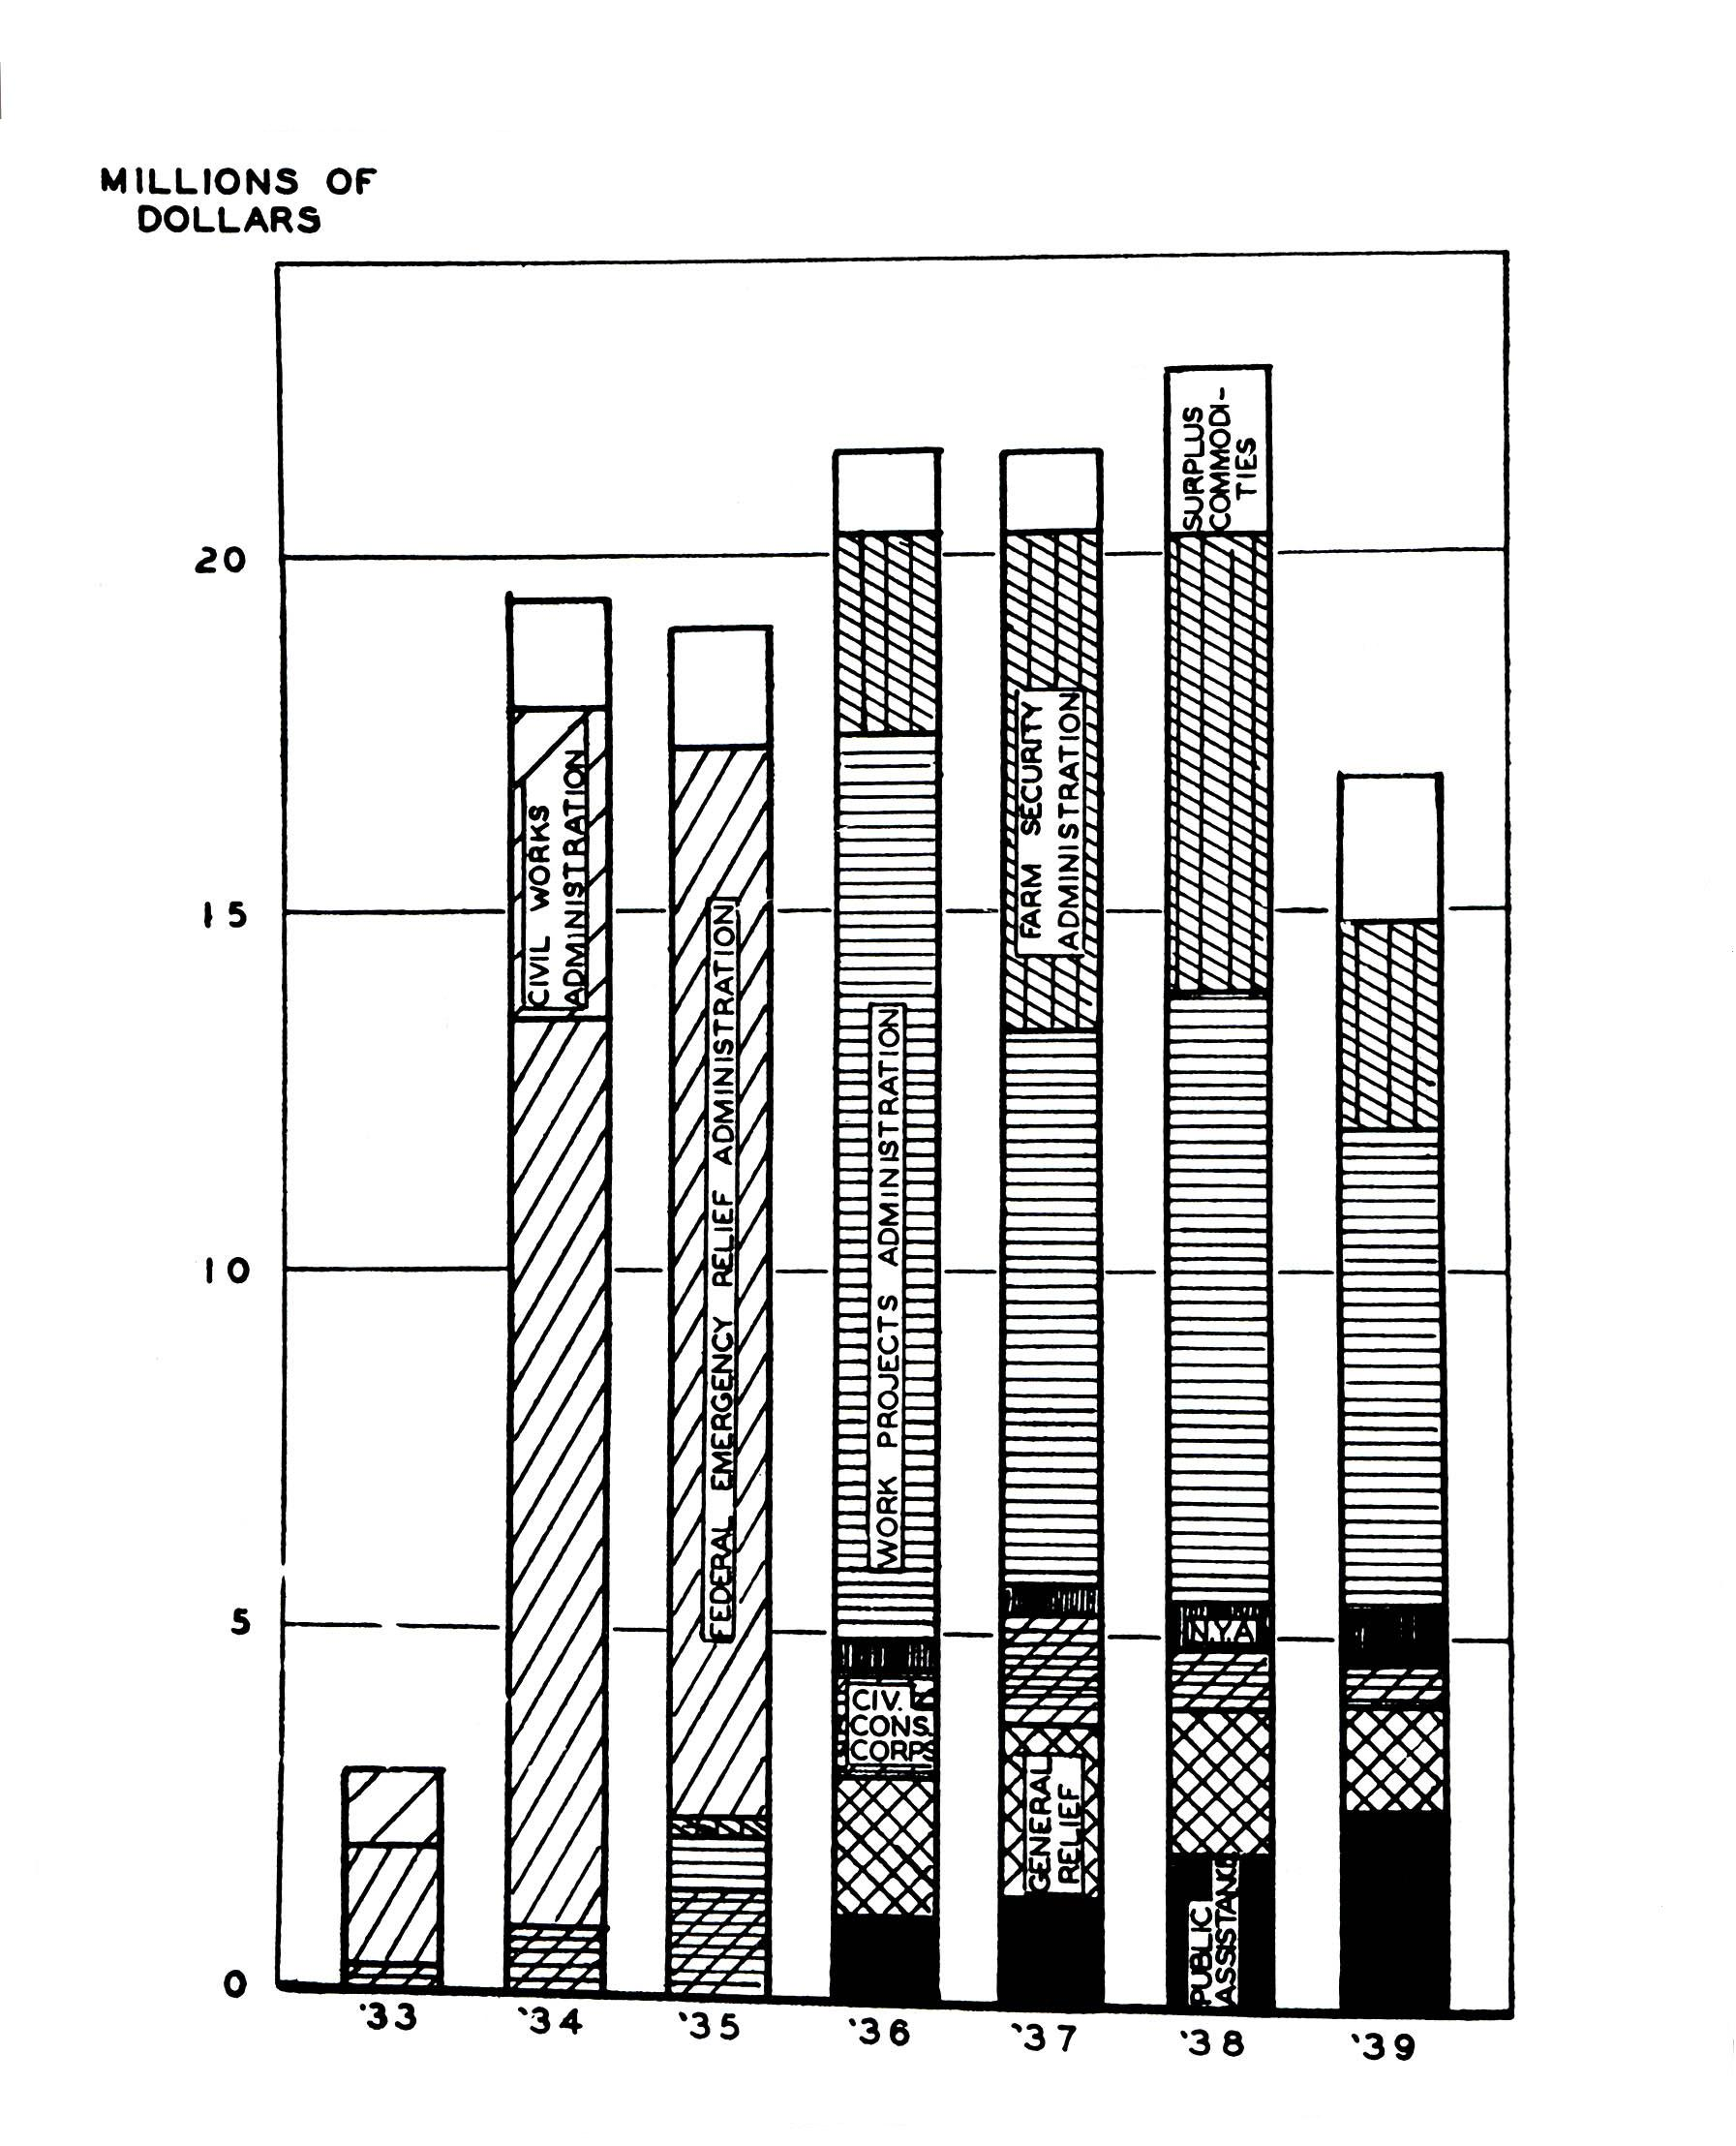 MILLIONS OF
DOLLARS
20
15
10
5
0
CIVIL WORKS
ADMINISTRATION
FEDERAL EMERGENCY RELIEF ADMINISTRATION
WORK PROJECTS ADMINISTRATION
CIV.
CONS
CORPS
FARM SECURITY
ADMINISTRATION
GENERAL
RELIEF
SURPLUS
COMMODI-
TIES
N.Y.A
PUBLIC
ASSISTANCE
'33
'34
'35
'36
'37
'38
'39